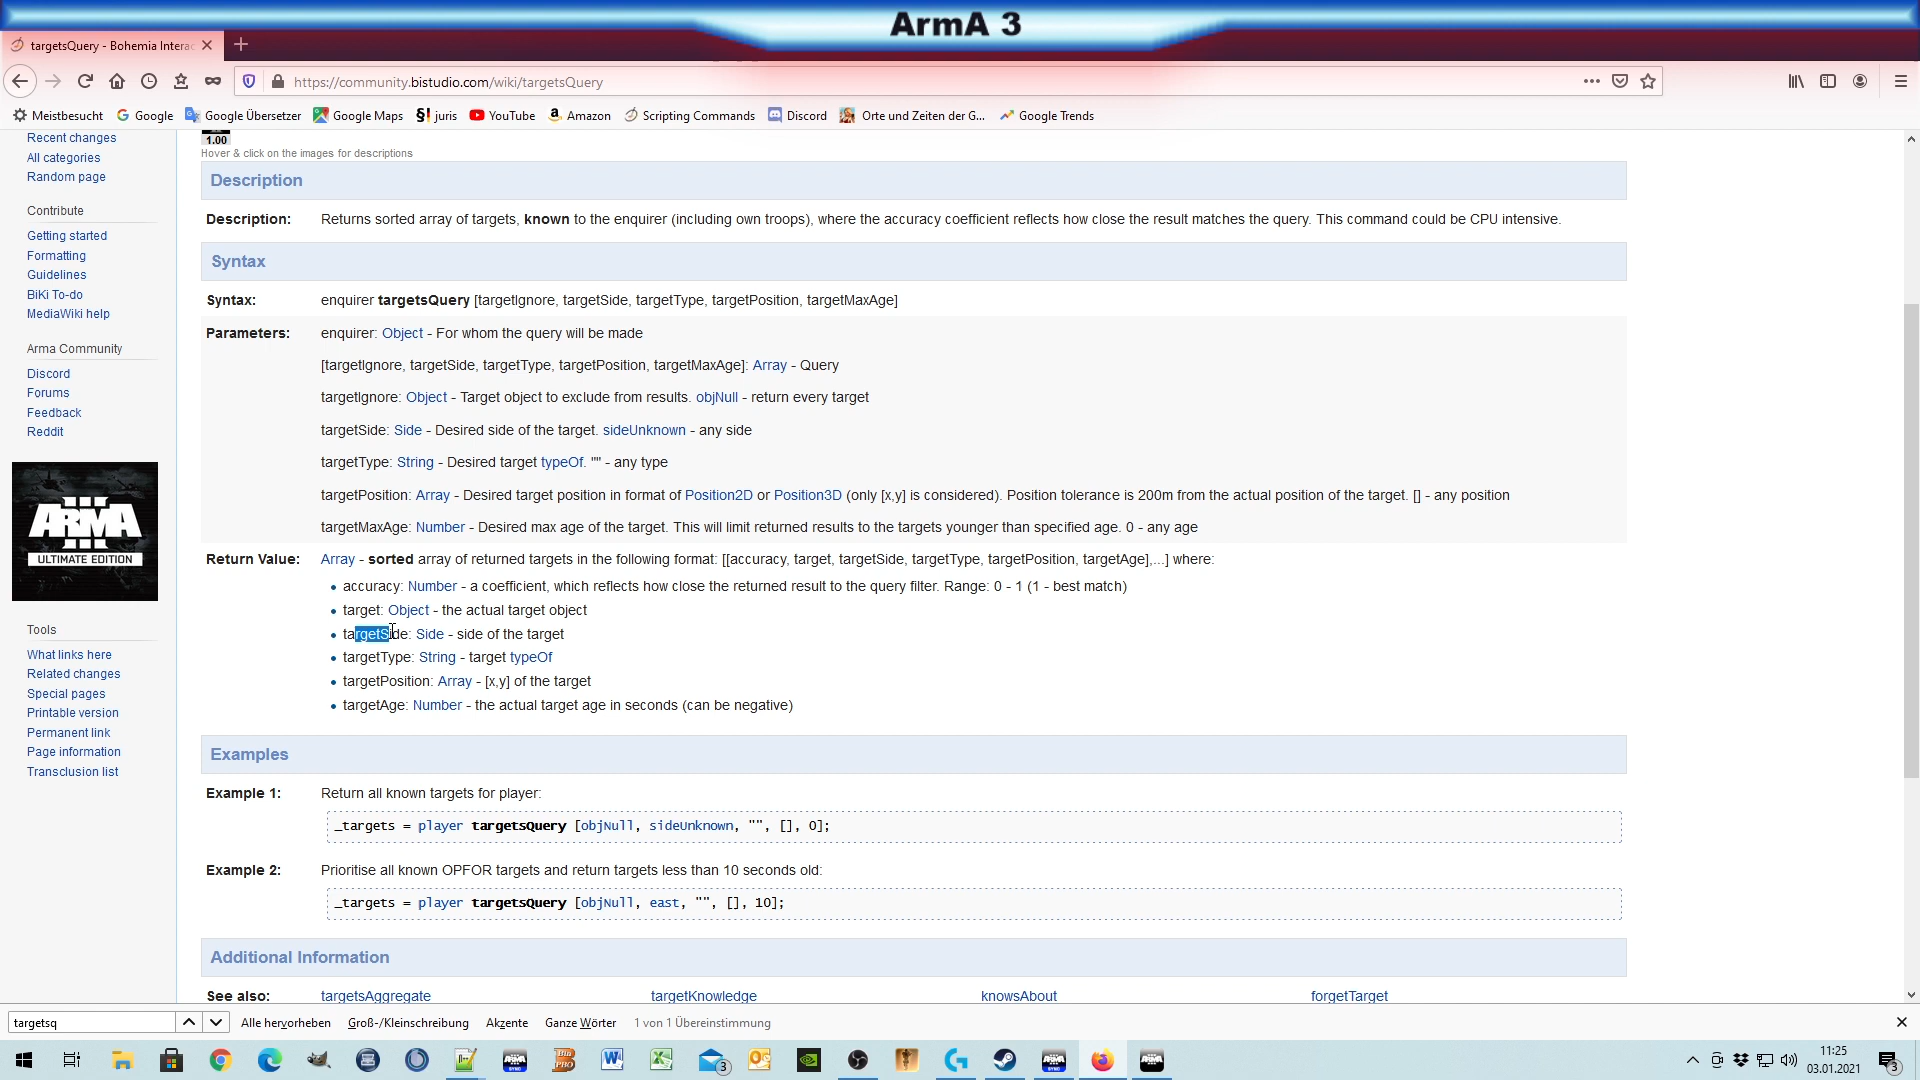 ArmA 3
targetsQuery - Bohemia Interac
https://community.bistudio.com/wiki/targetsQuery
Meistbesucht Google Google Übersetzer Google Maps §! juris YouTube Amazon Scripting Commands Discord Orte und Zeiten der G... Google Trends
Recent changes
All categories
Random page
Contribute
Getting started
Formatting
Guidelines
BiKi To-do
MediaWiki help
Arma Community
Discord
Forums
Feedback
Reddit
ARMA
III
ULTIMATE EDITION
Tools
What links here
Related changes
Special pages
Printable version
Permanent link
Page information
Transclusion list
1.00
Hover & click on the images for descriptions
Description
Description: Returns sorted array of targets, known to the enquirer (including own troops), where the accuracy coefficient reflects how close the result matches the query. This command could be CPU intensive.
Syntax
Syntax: enquirer targetsQuery [targetIgnore, targetSide, targetType, targetPosition, targetMaxAge]
Parameters: enquirer: Object - For whom the query will be made
[targetIgnore, targetSide, targetType, targetPosition, targetMaxAge]: Array - Query
targetIgnore: Object - Target object to exclude from results. objNull - return every target
targetSide: Side - Desired side of the target. sideUnknown - any side
targetType: String - Desired target typeOf. "" - any type
targetPosition: Array - Desired target position in format of Position2D or Position3D (only [x,y] is considered). Position tolerance is 200m from the actual position of the target. [] - any position
targetMaxAge: Number - Desired max age of the target. This will limit returned results to the targets younger than specified age. 0 - any age
Return Value: Array - sorted array of returned targets in the following format: [[accuracy, target, targetSide, targetType, targetPosition, targetAge],...] where:
accuracy: Number - a coefficient, which reflects how close the returned result to the query filter. Range: 0 - 1 (1 - best match)
target: Object - the actual target object
targetSide: Side - side of the target
targetType: String - target typeOf
targetPosition: Array - [x,y] of the target
targetAge: Number - the actual target age in seconds (can be negative)
Examples
Example 1: Return all known targets for player:
_targets = player targetsQuery [objNull, sideUnknown, "", [], 0];
Example 2: Prioritise all known OPFOR targets and return targets less than 10 seconds old:
_targets = player targetsQuery [objNull, east, "", [], 10];
Additional Information
See also: targetsAggregate targetKnowledge knowsAbout forgetTarget
targetsq Alle hervorheben Groß-/Kleinschreibung Akzente Ganze Wörter 1 von 1 Übereinstimmung
11:25
03.01.2021
3
3